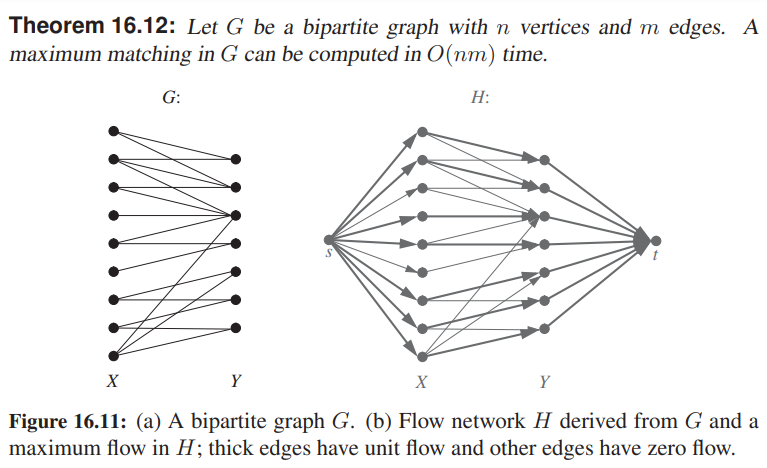 Theorem 16.12: Let G be a bipartite graph with n vertices and m edges. A
maximum matching in G can be computed in O(nm) time.
G:
H:
s
t
X
Y
X
Y
Figure 16.11: (a) A bipartite graph G. (b) Flow network H derived from G and a
maximum flow in H; thick edges have unit flow and other edges have zero flow.